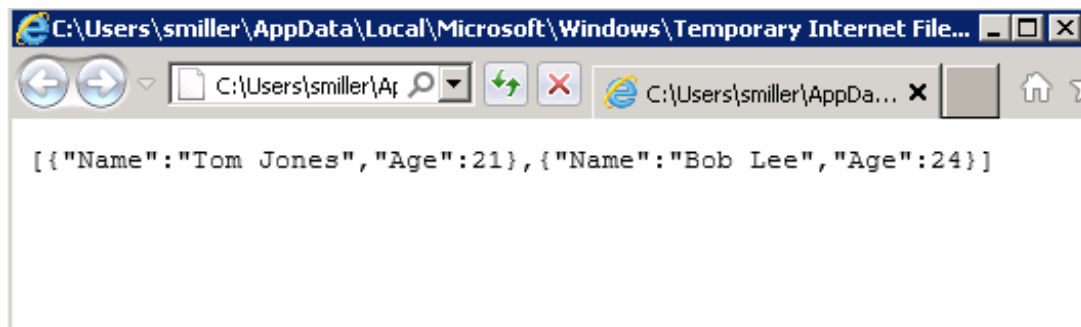 C:\Users\smiller\AppData\Local\Microsoft\Windows\Temporary Internet File...
C:\Users\smiller\Ap
C:\Users\smiller\AppDa...
[{"Name":"Tom Jones","Age":21},{"Name":"Bob Lee","Age":24}]